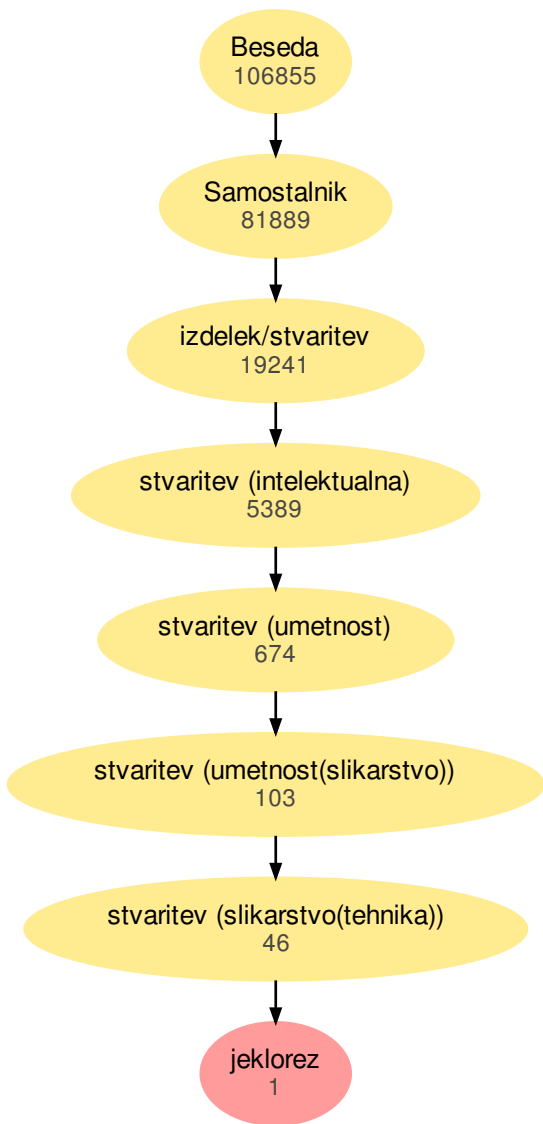 Beseda
106855
Samostalnik
81889
izdelek/stvaritev
19241
stvaritev (intelektualna)
5389
stvaritev (umetnost)
674
stvaritev (umetnost(slikarstvo))
103
stvaritev (slikarstvo(tehnika))
46
jeklorez
1